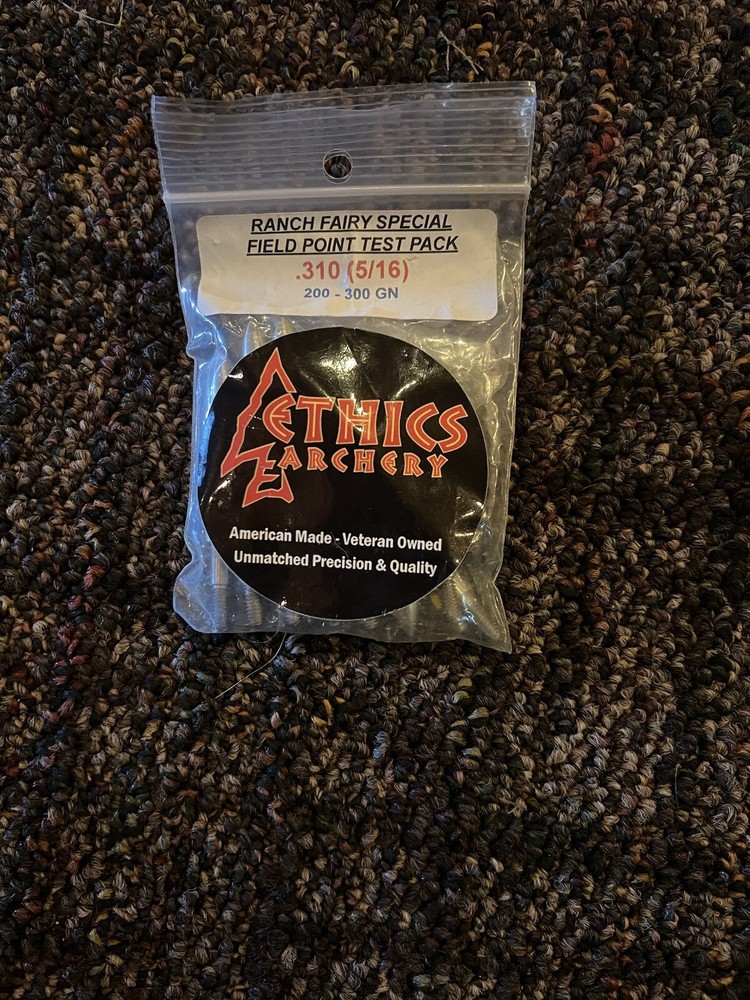 RANCH FAIRY SPECIAL
FIELD POINT TEST PACK
.310 (5/16)
200 - 300 GN
ETHICS
ARCHERY
American Made - Veteran Owned
Unmatched Precision & Quality